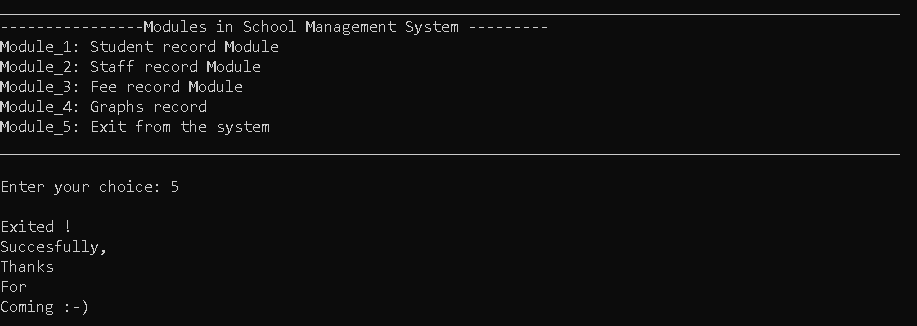 ----------------Modules in School Management System ---------
Module_1: Student record Module
Module_2: Staff record Module
Module_3: Fee record Module
Module_4: Graphs record
Module_5: Exit from the system
Enter your choice: 5
Exited !
Succesfully,
Thanks
For
Coming :-)